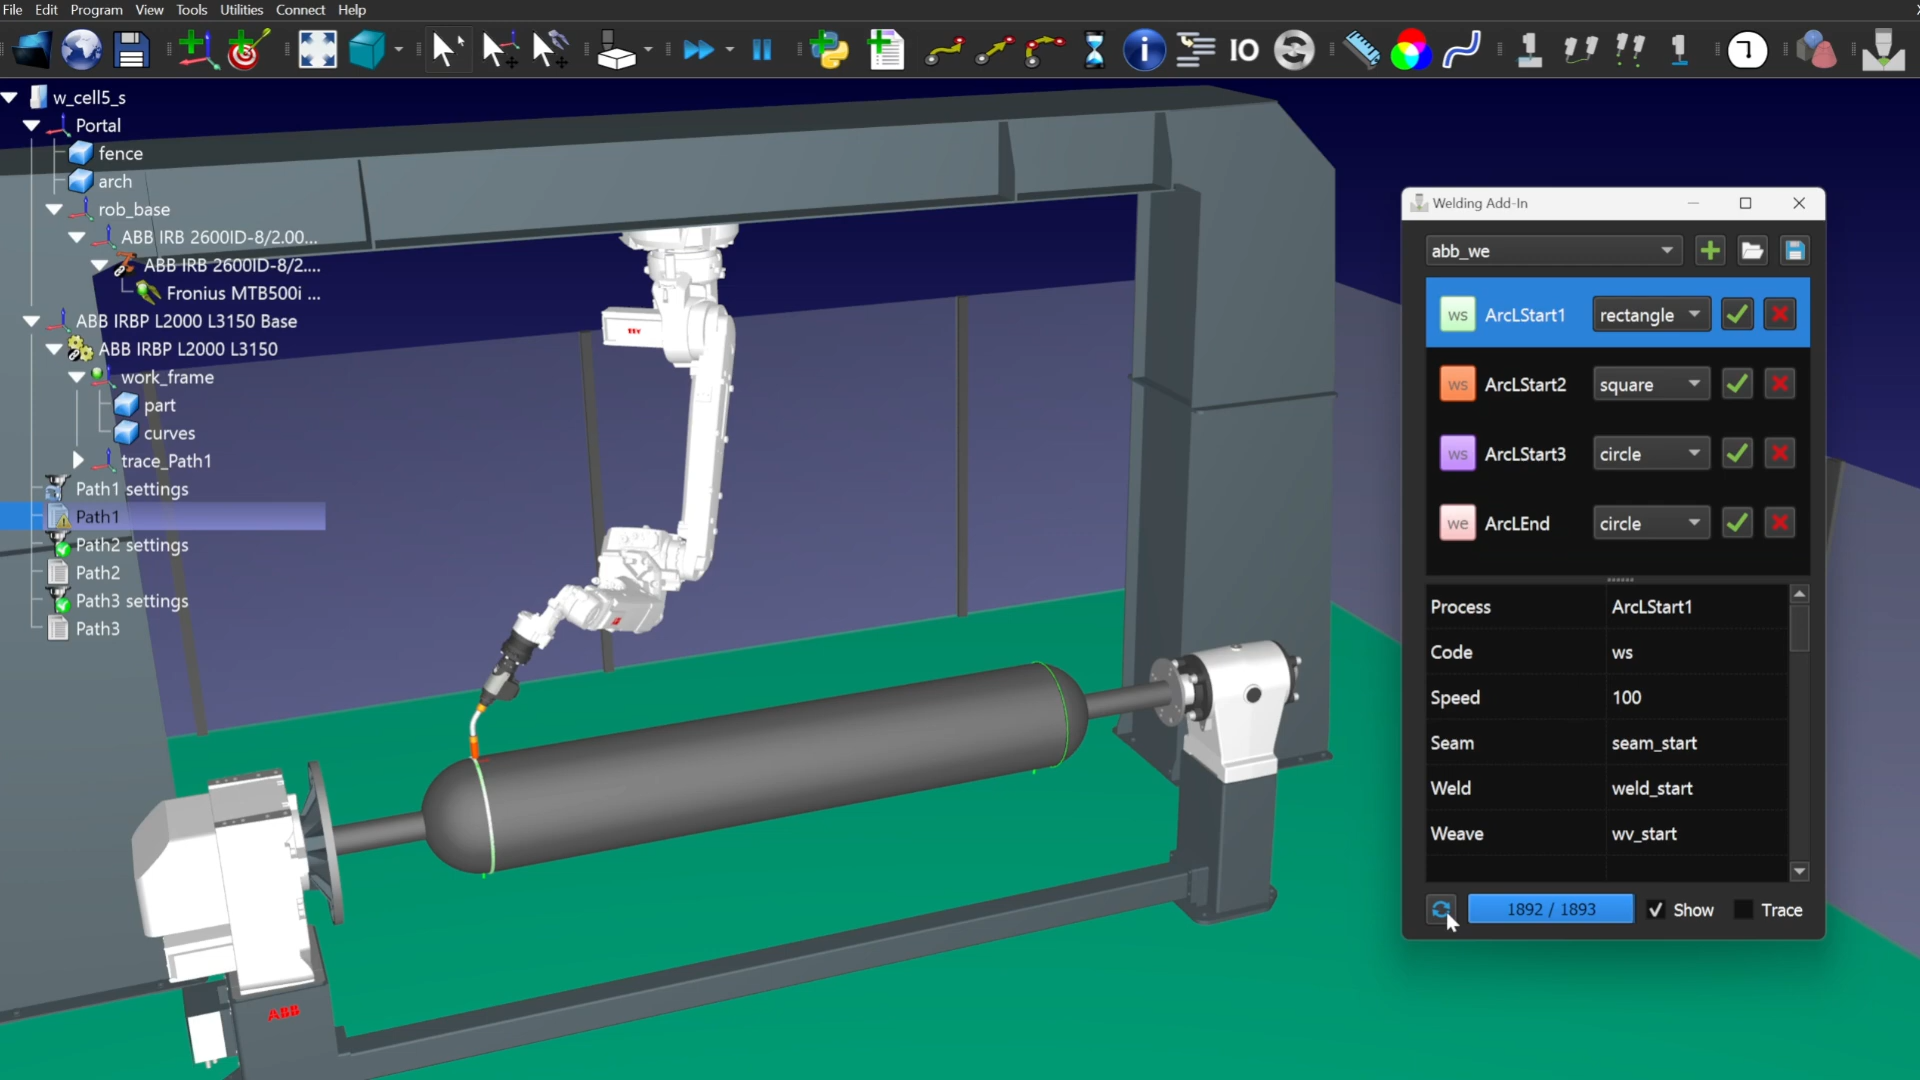 File Edit Program View Tools Utilities Connect Help
IO
w_cell5_s
Portal
fence
arch
rob_base
ABB IRB 2600ID-8/2.00...
ABB IRB 2600ID-8/2....
Fronius MTB500i ...
ABB IRBP L2000 L3150 Base
ABB IRBP L2000 L3150
work_frame
part
curves
trace_Path1
Path1 settings
Path1
Path2 settings
Path2
Path3 settings
Path3
ABB
Welding Add-In
abb_we
ws ArcLStart1 rectangle
ws ArcLStart2 square
ws ArcLStart3 circle
we ArcLEnd circle
Process ArcLStart1
Code ws
Speed 100
Seam seam_start
Weld weld_start
Weave wv_start
1892 / 1893 Show Trace